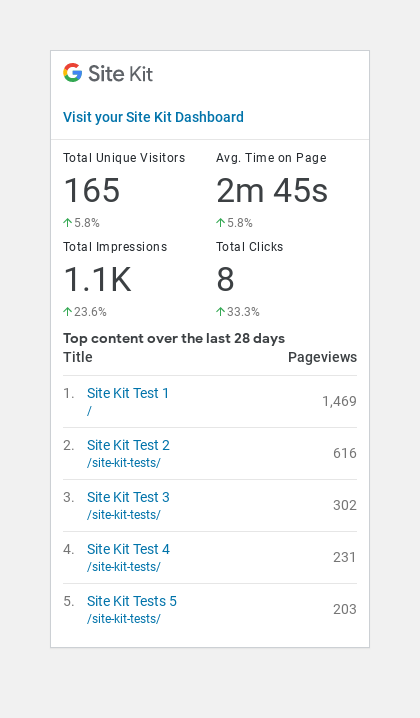 Site Kit
Visit your Site Kit Dashboard
Total Unique Visitors
165
5.8%
Avg. Time on Page
2m 45s
5.8%
Total Impressions
1.1K
23.6%
Total Clicks
8
33.3%
Top content over the last 28 days
Title Pageviews
1. Site Kit Test 1 1,469
/
2. Site Kit Test 2 616
/site-kit-tests/
3. Site Kit Test 3 302
/site-kit-tests/
4. Site Kit Test 4 231
/site-kit-tests/
5. Site Kit Tests 5 203
/site-kit-tests/